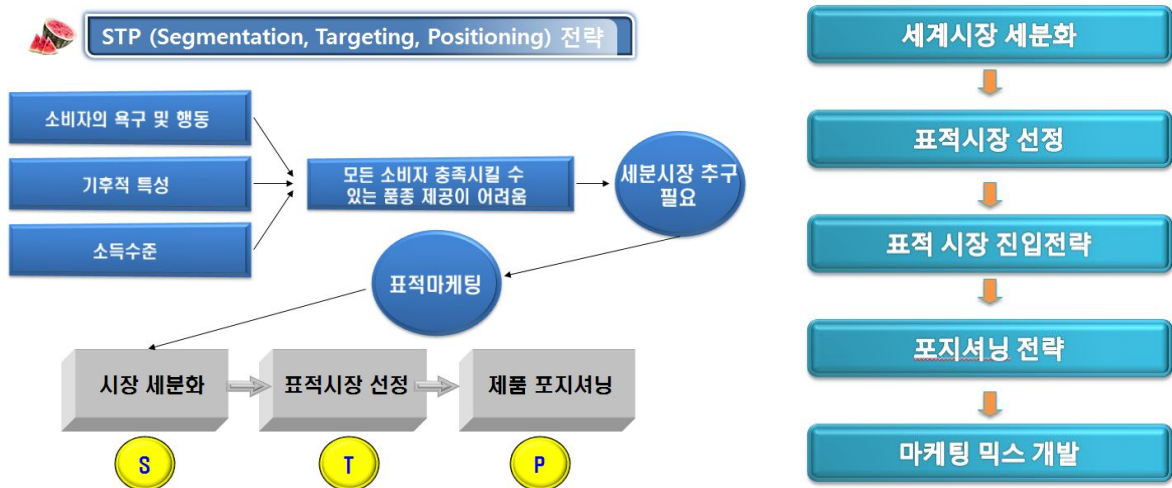 STP (Segmentation, Targeting, Positioning) 전략
소비자의 욕구 및 행동
기후적 특성
소득수준
모든 소비자 충족시킬 수
있는 품종 제공이 어려움
세분시장 추구
필요
표적마케팅
시장 세분화
표적시장 선정
제품 포지셔닝
S
T
P
세계시장 세분화
표적시장 선정
표적 시장 진입전략
포지셔닝 전략
마케팅 믹스 개발